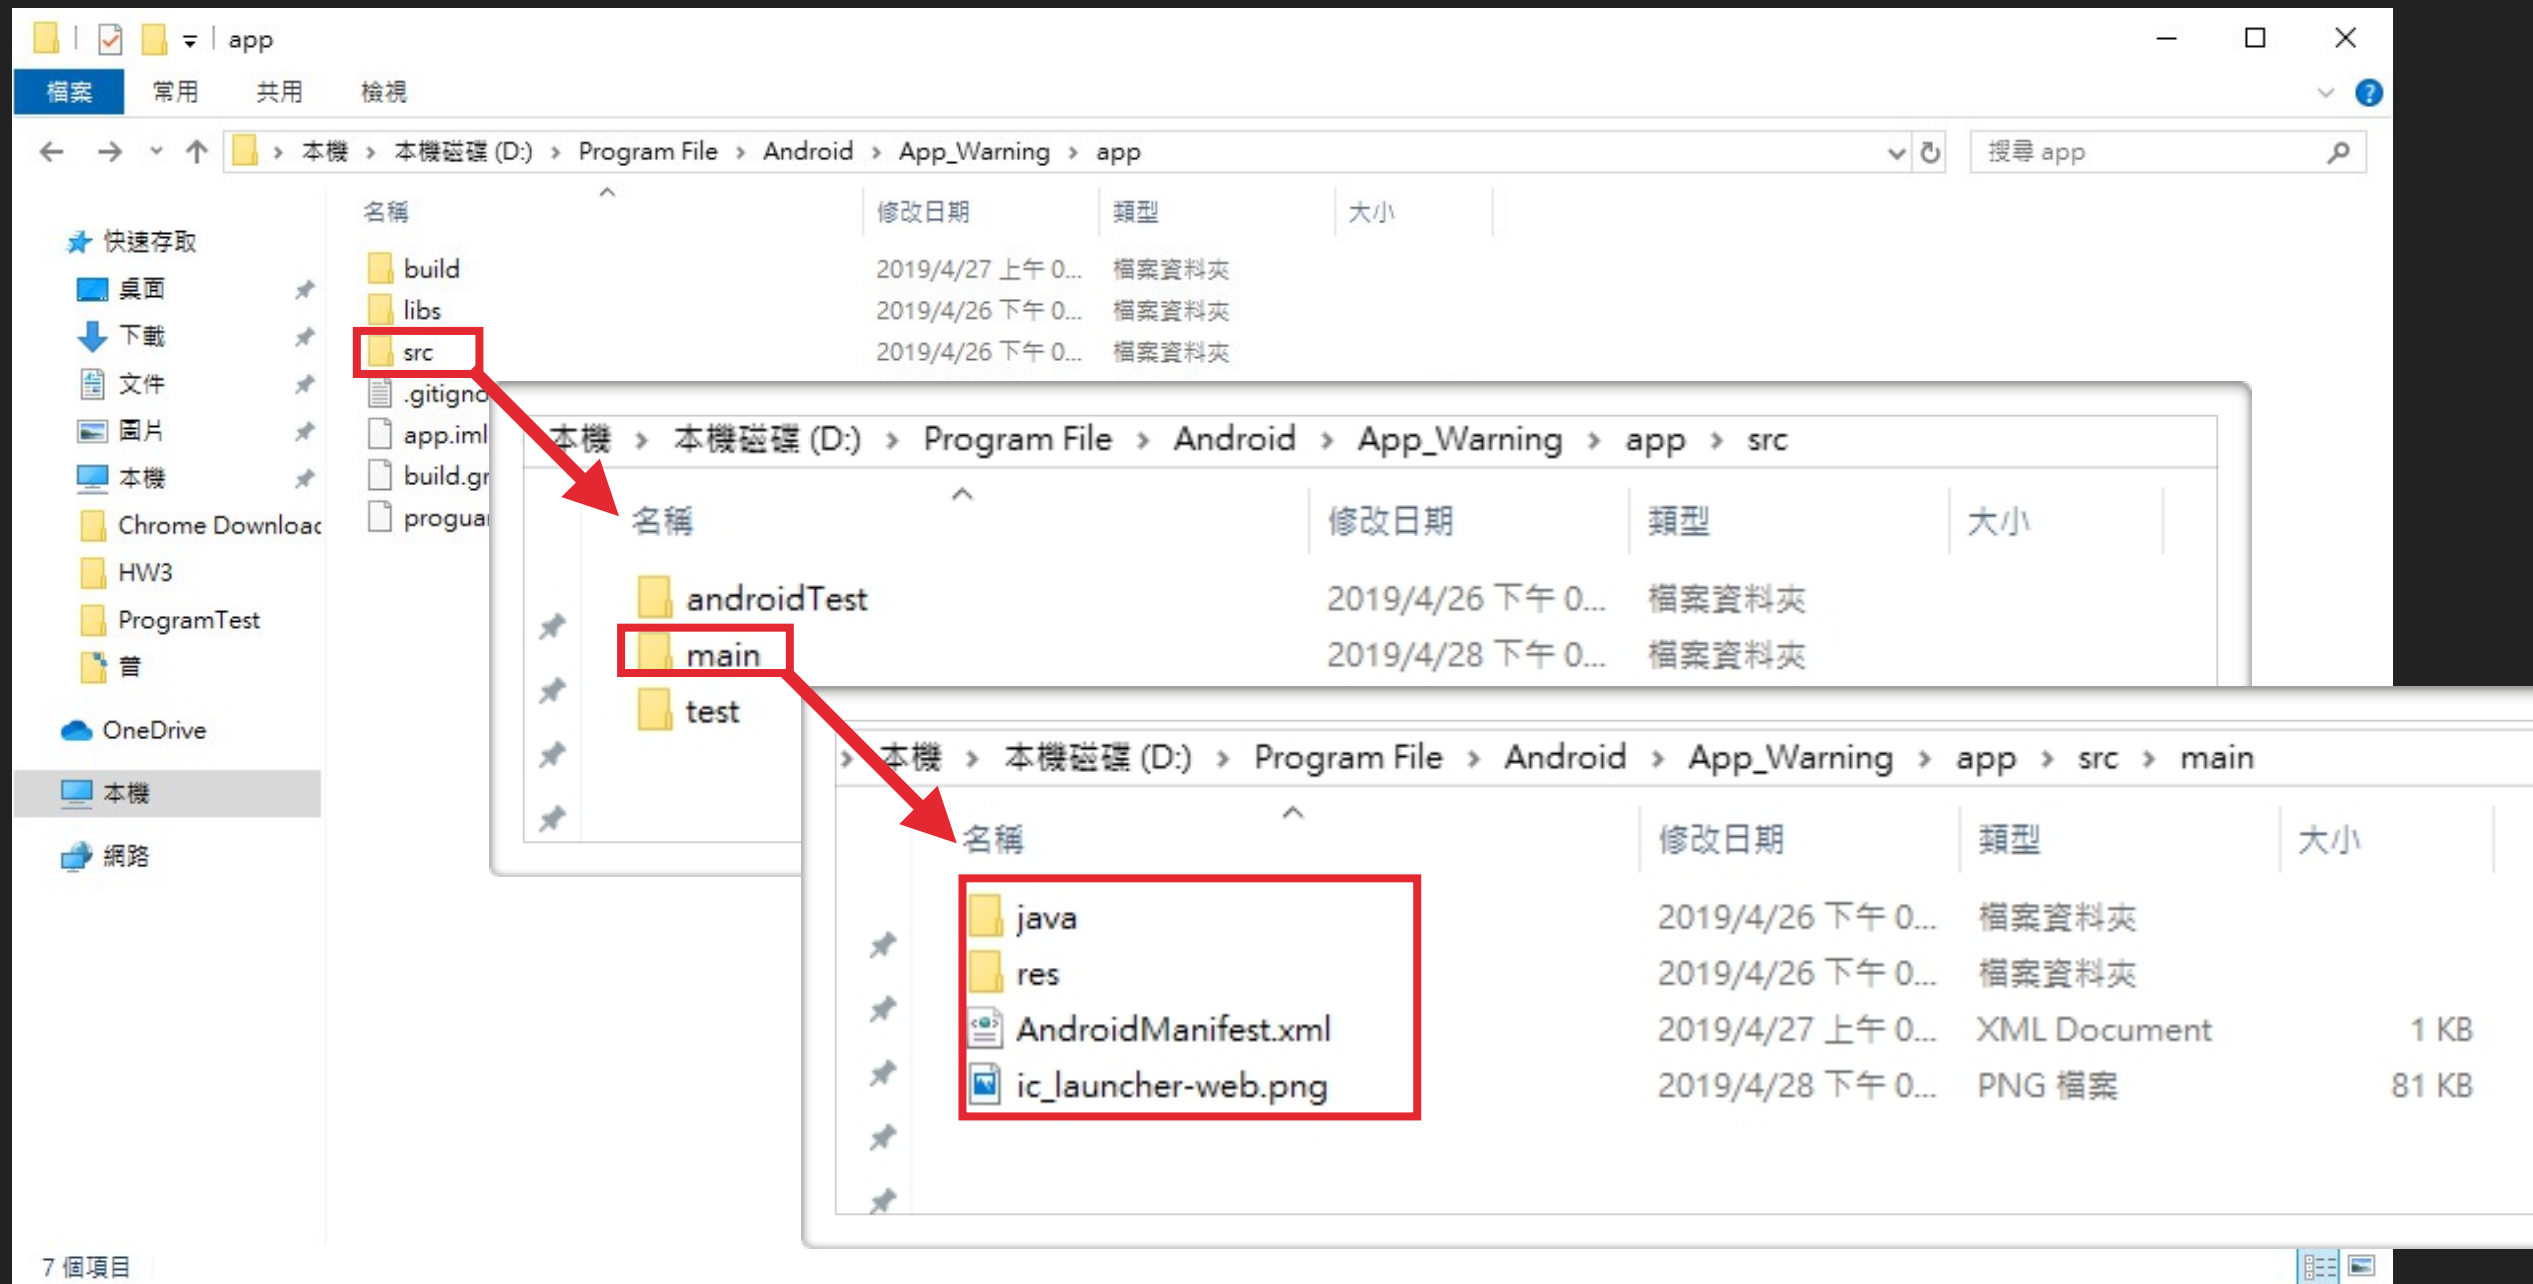 app
檔案 常用 共用 檢視
本機 > 本機磁碟 (D:) > Program File > Android > App_Warning > app
搜尋 app
快速存取
桌面
下載
文件
圖片
本機
Chrome Downloac
HW3
ProgramTest
普
OneDrive
本機
網路
名稱 修改日期 類型 大小
build 2019/4/27 上午 0... 檔案資料夾
libs 2019/4/26 下午 0... 檔案資料夾
src 2019/4/26 下午 0... 檔案資料夾
.gitigno
app.iml
build.gr
proguar
本機 > 本機磁碟 (D:) > Program File > Android > App_Warning > app > src
名稱 修改日期 類型 大小
androidTest 2019/4/26 下午 0... 檔案資料夾
main 2019/4/28 下午 0... 檔案資料夾
test
> 本機 > 本機磁碟 (D:) > Program File > Android > App_Warning > app > src > main
名稱 修改日期 類型 大小
java 2019/4/26 下午 0... 檔案資料夾
res 2019/4/26 下午 0... 檔案資料夾
AndroidManifest.xml 2019/4/27 上午 0... XML Document 1 KB
ic_launcher-web.png 2019/4/28 下午 0... PNG 檔案 81 KB
7 個項目